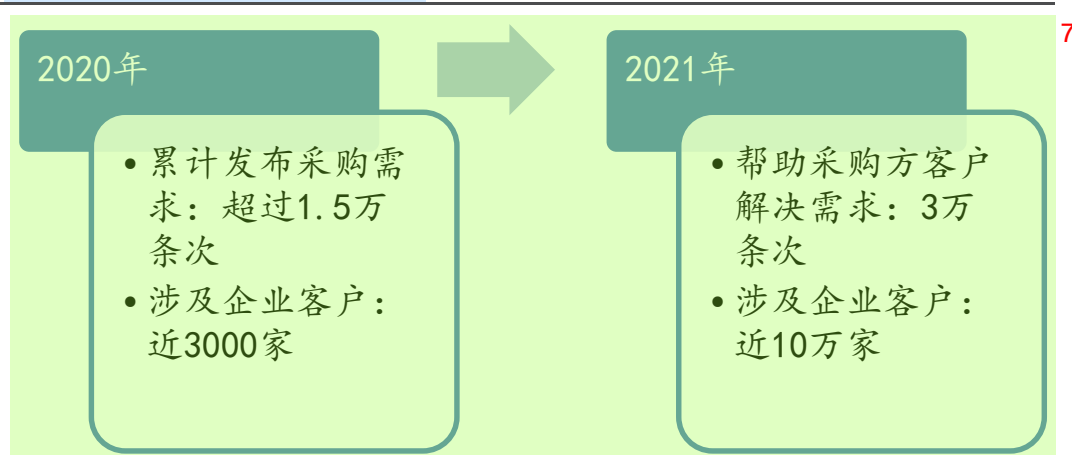 2020年
• 累计发布采购需
求：超过1.5万
条次
• 涉及企业客户：
近3000家
2021年
• 帮助采购方客户
解决需求：3万
条次
• 涉及企业客户：
近10万家
7